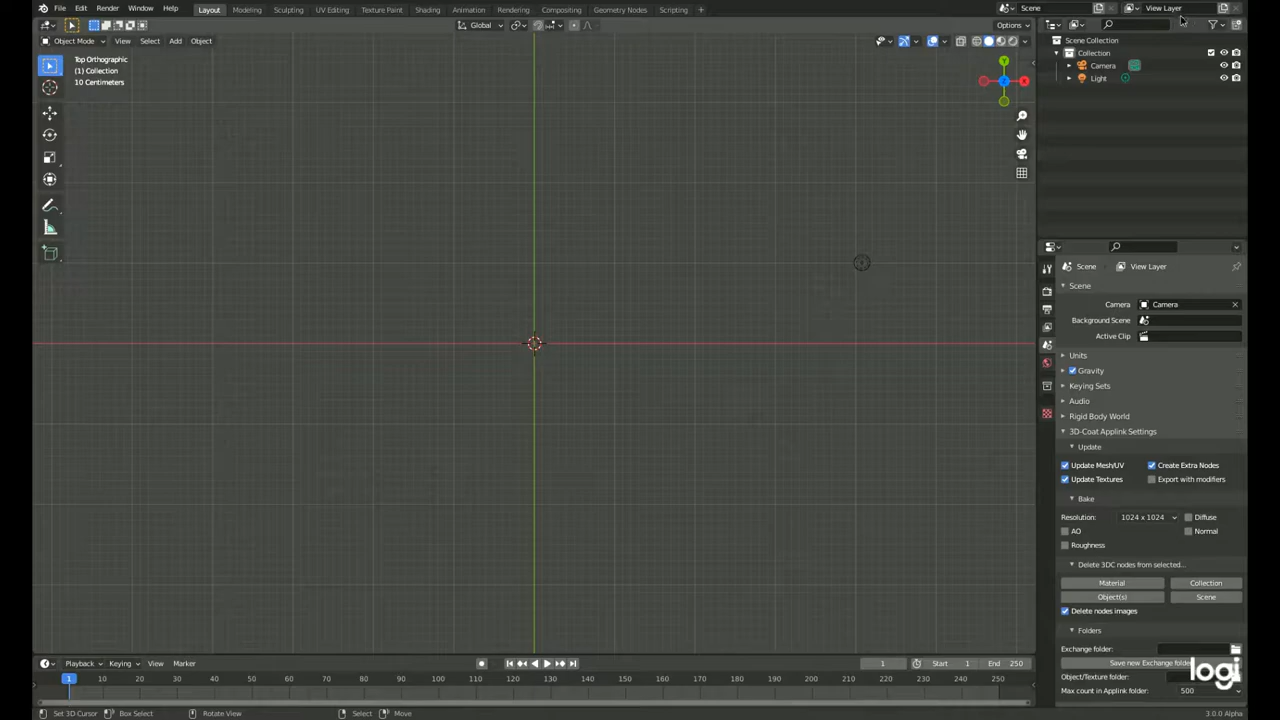 File Edit Render Window Help Layout Modeling Sculpting UV Editing Texture Paint Shading Animation Rendering Compositing Geometry Nodes Scripting + Scene View Layer
Global Options
Object Mode View Select Add Object
Top Orthographic
(1) Collection
10 Centimeters
Y
X
Z
Scene Collection
Collection
Camera
Light
Scene View Layer
Scene
Camera Camera
Background Scene
Active Clip
Units
Gravity
Keying Sets
Audio
Rigid Body World
3D-Coat Applink Settings
Update
Update Mesh/UV Create Extra Nodes
Update Textures Export with modifiers
Bake
Resolution: 1024 x 1024 Diffuse
AO Normal
Roughness
Delete 3DC nodes from selected...
Material Collection
Object(s) Scene
Delete nodes images
Folders
Exchange folder:
Save new Exchange folder
Object/Texture folder:
Max count in Applink folder: 500
logi
Playback Keying View Marker 1 Start 1 End 250
1 10 20 30 40 50 60 70 80 90 100 110 120 130 140 150 160 170 180 190 200 210 220 230 240 250
Set 3D Cursor Box Select Rotate View Select Move 3.0.0 Alpha